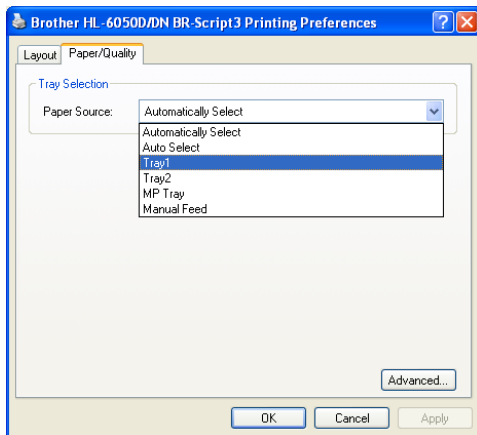 Brother HL-6050D/DN BR-Script3 Printing Preferences
Layout Paper/Quality
Tray Selection
Paper Source: Automatically Select
Automatically Select
Auto Select
Tray1
Tray2
MP Tray
Manual Feed
Advanced...
OK Cancel Apply